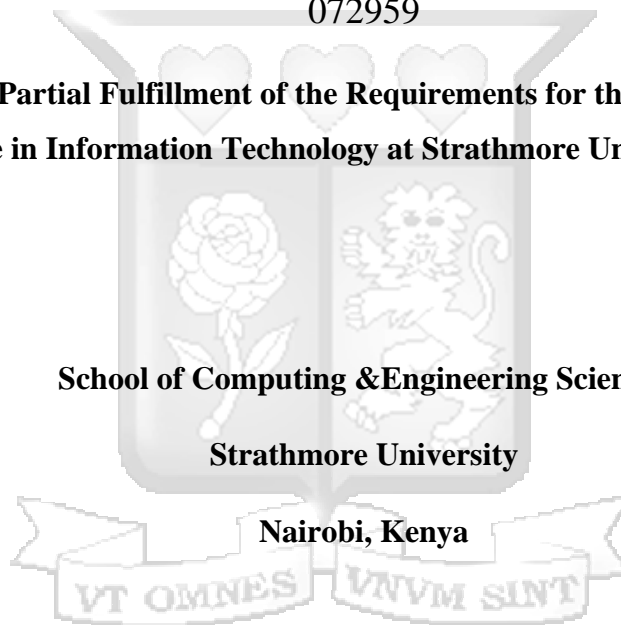 072959
Partial Fulfillment of the Requirements for th
in Information Technology at Strathmore Un
School of Computing &Engineering Scien
Strathmore University
Nairobi, Kenya
VT OMNES VNVM SINT